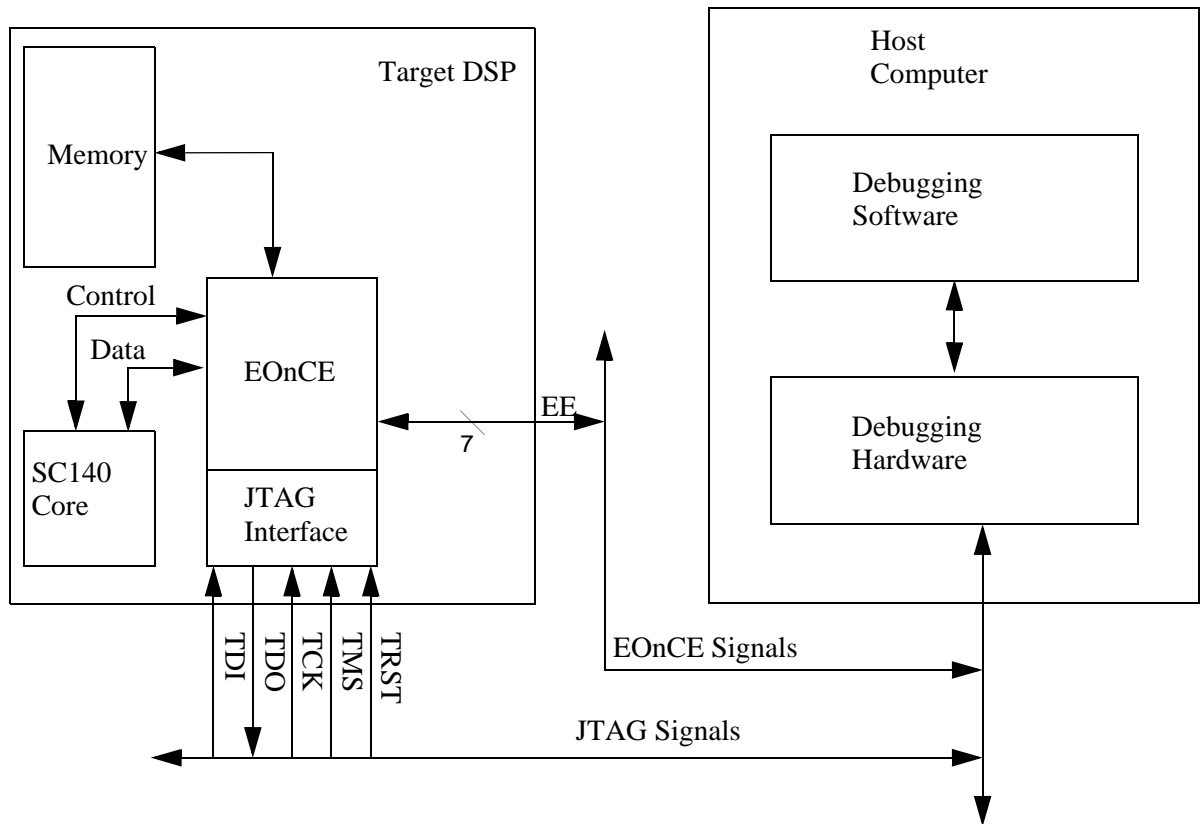 Target DSP
Memory
Control
Data
EOnCE
SC140
Core
JTAG
Interface
EE
7
TDI
TDO
TCK
TMS
TRST
Host
Computer
Debugging
Software
Debugging
Hardware
EOnCE Signals
JTAG Signals